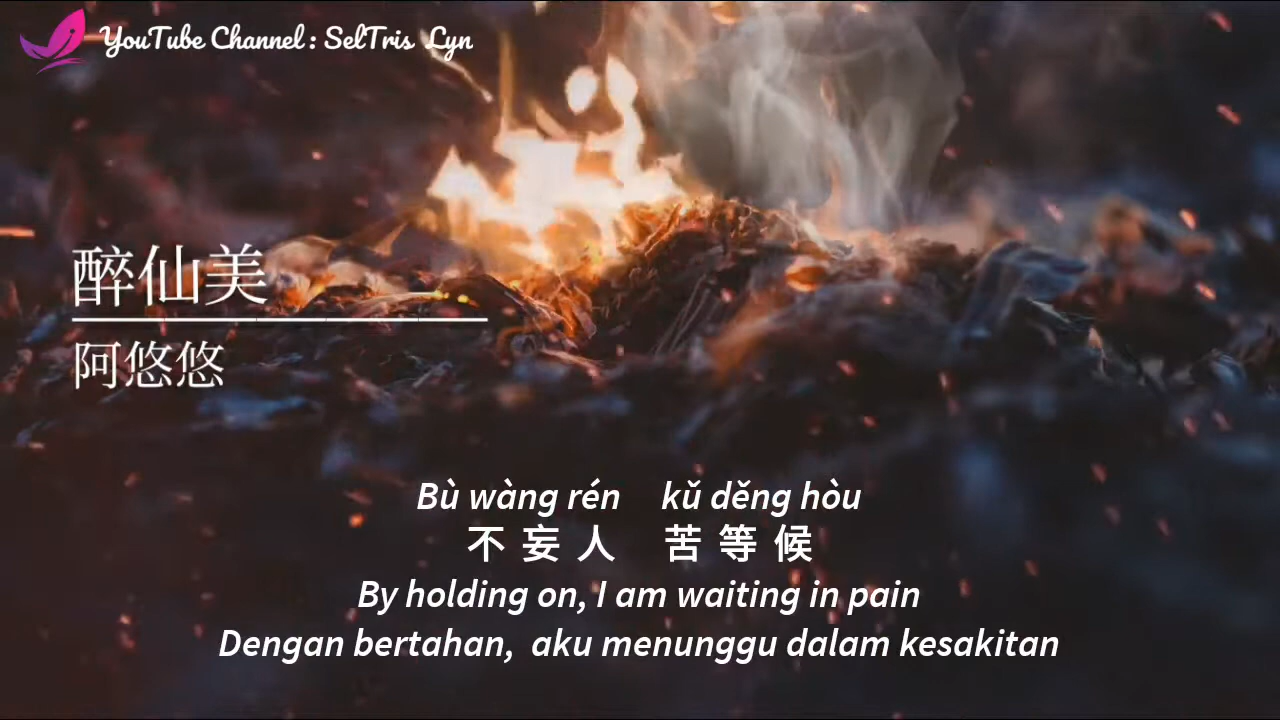 YouTube Channel : SelTris Lyn
醉仙美
阿悠悠
Bù wàng rén kǔ děng hòu
不妄人 苦等候
By holding on, I am waiting in pain
Dengan bertahan, aku menunggu dalam kesakitan